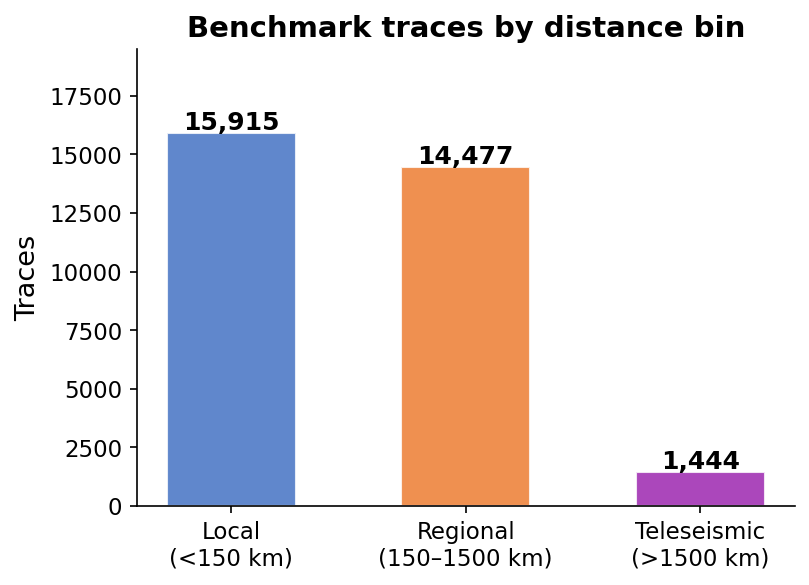 Benchmark traces by distance bin
Traces
17500
15000
12500
10000
7500
5000
2500
0
15,915
14,477
1,444
Local
(<150 km)
Regional
(150–1500 km)
Teleseismic
(>1500 km)